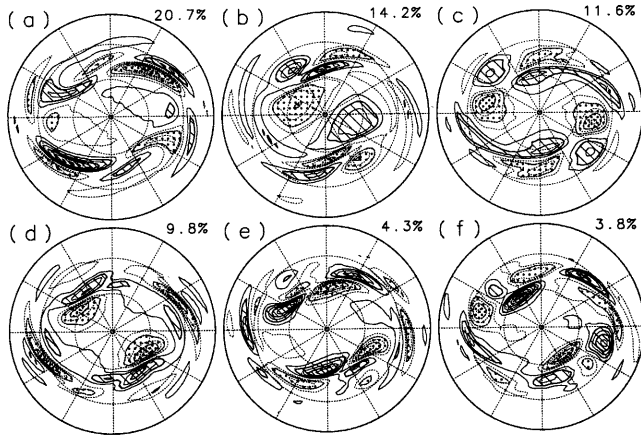 (a) 20.7% (b) 14.2% (c) 11.6%
(d) 9.8% (e) 4.3% (f) 3.8%